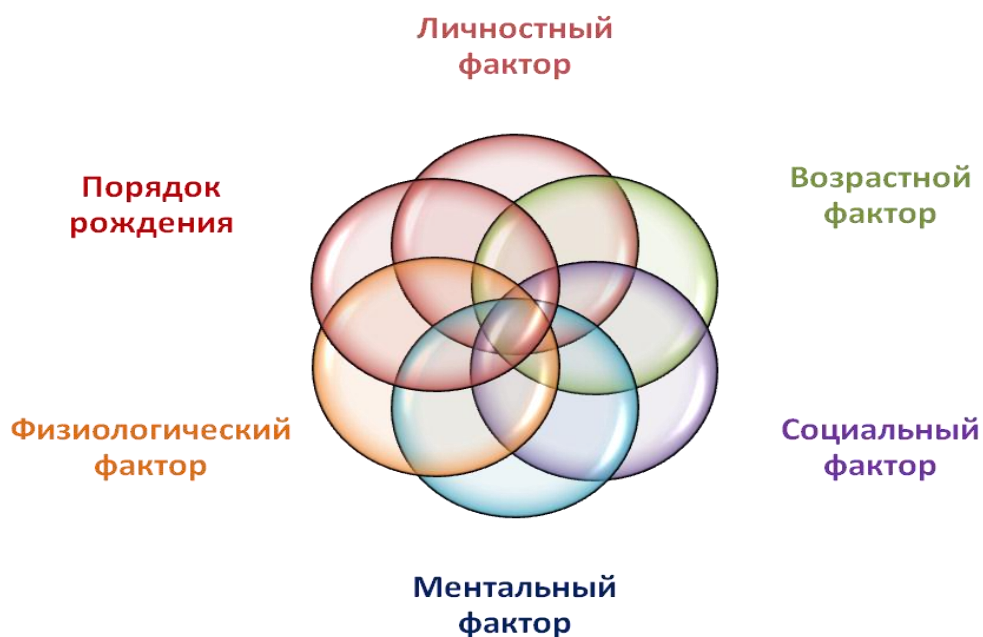 Личностный
фактор
Порядок
рождения
Возрастной
фактор
Физиологический
фактор
Социальный
фактор
Ментальный
фактор